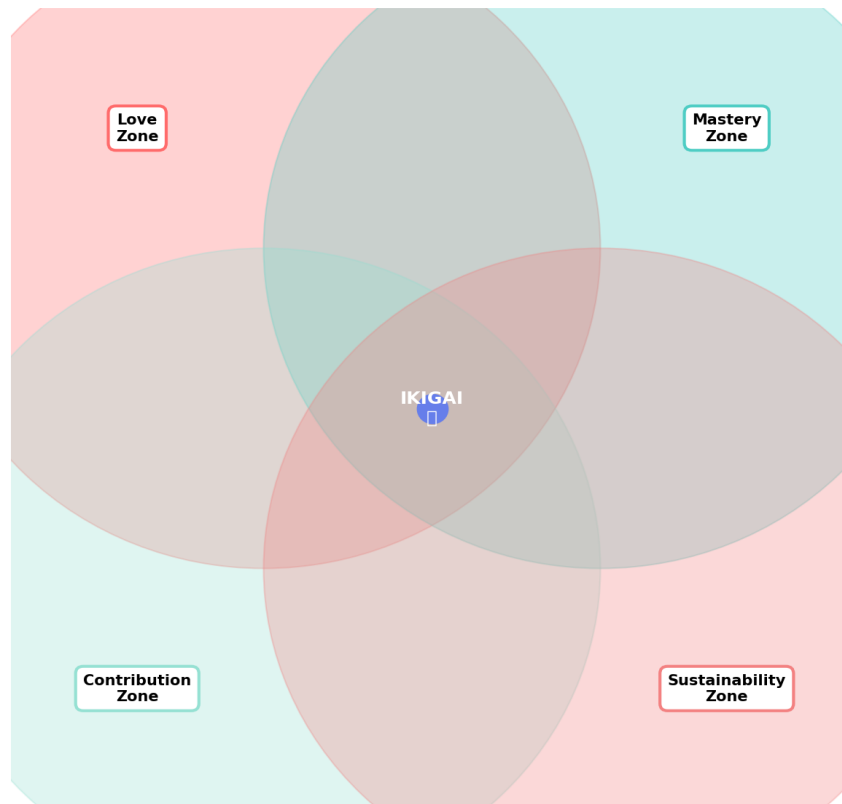 Love
Zone
Mastery
Zone
IKIGAI
Contribution
Zone
Sustainability
Zone